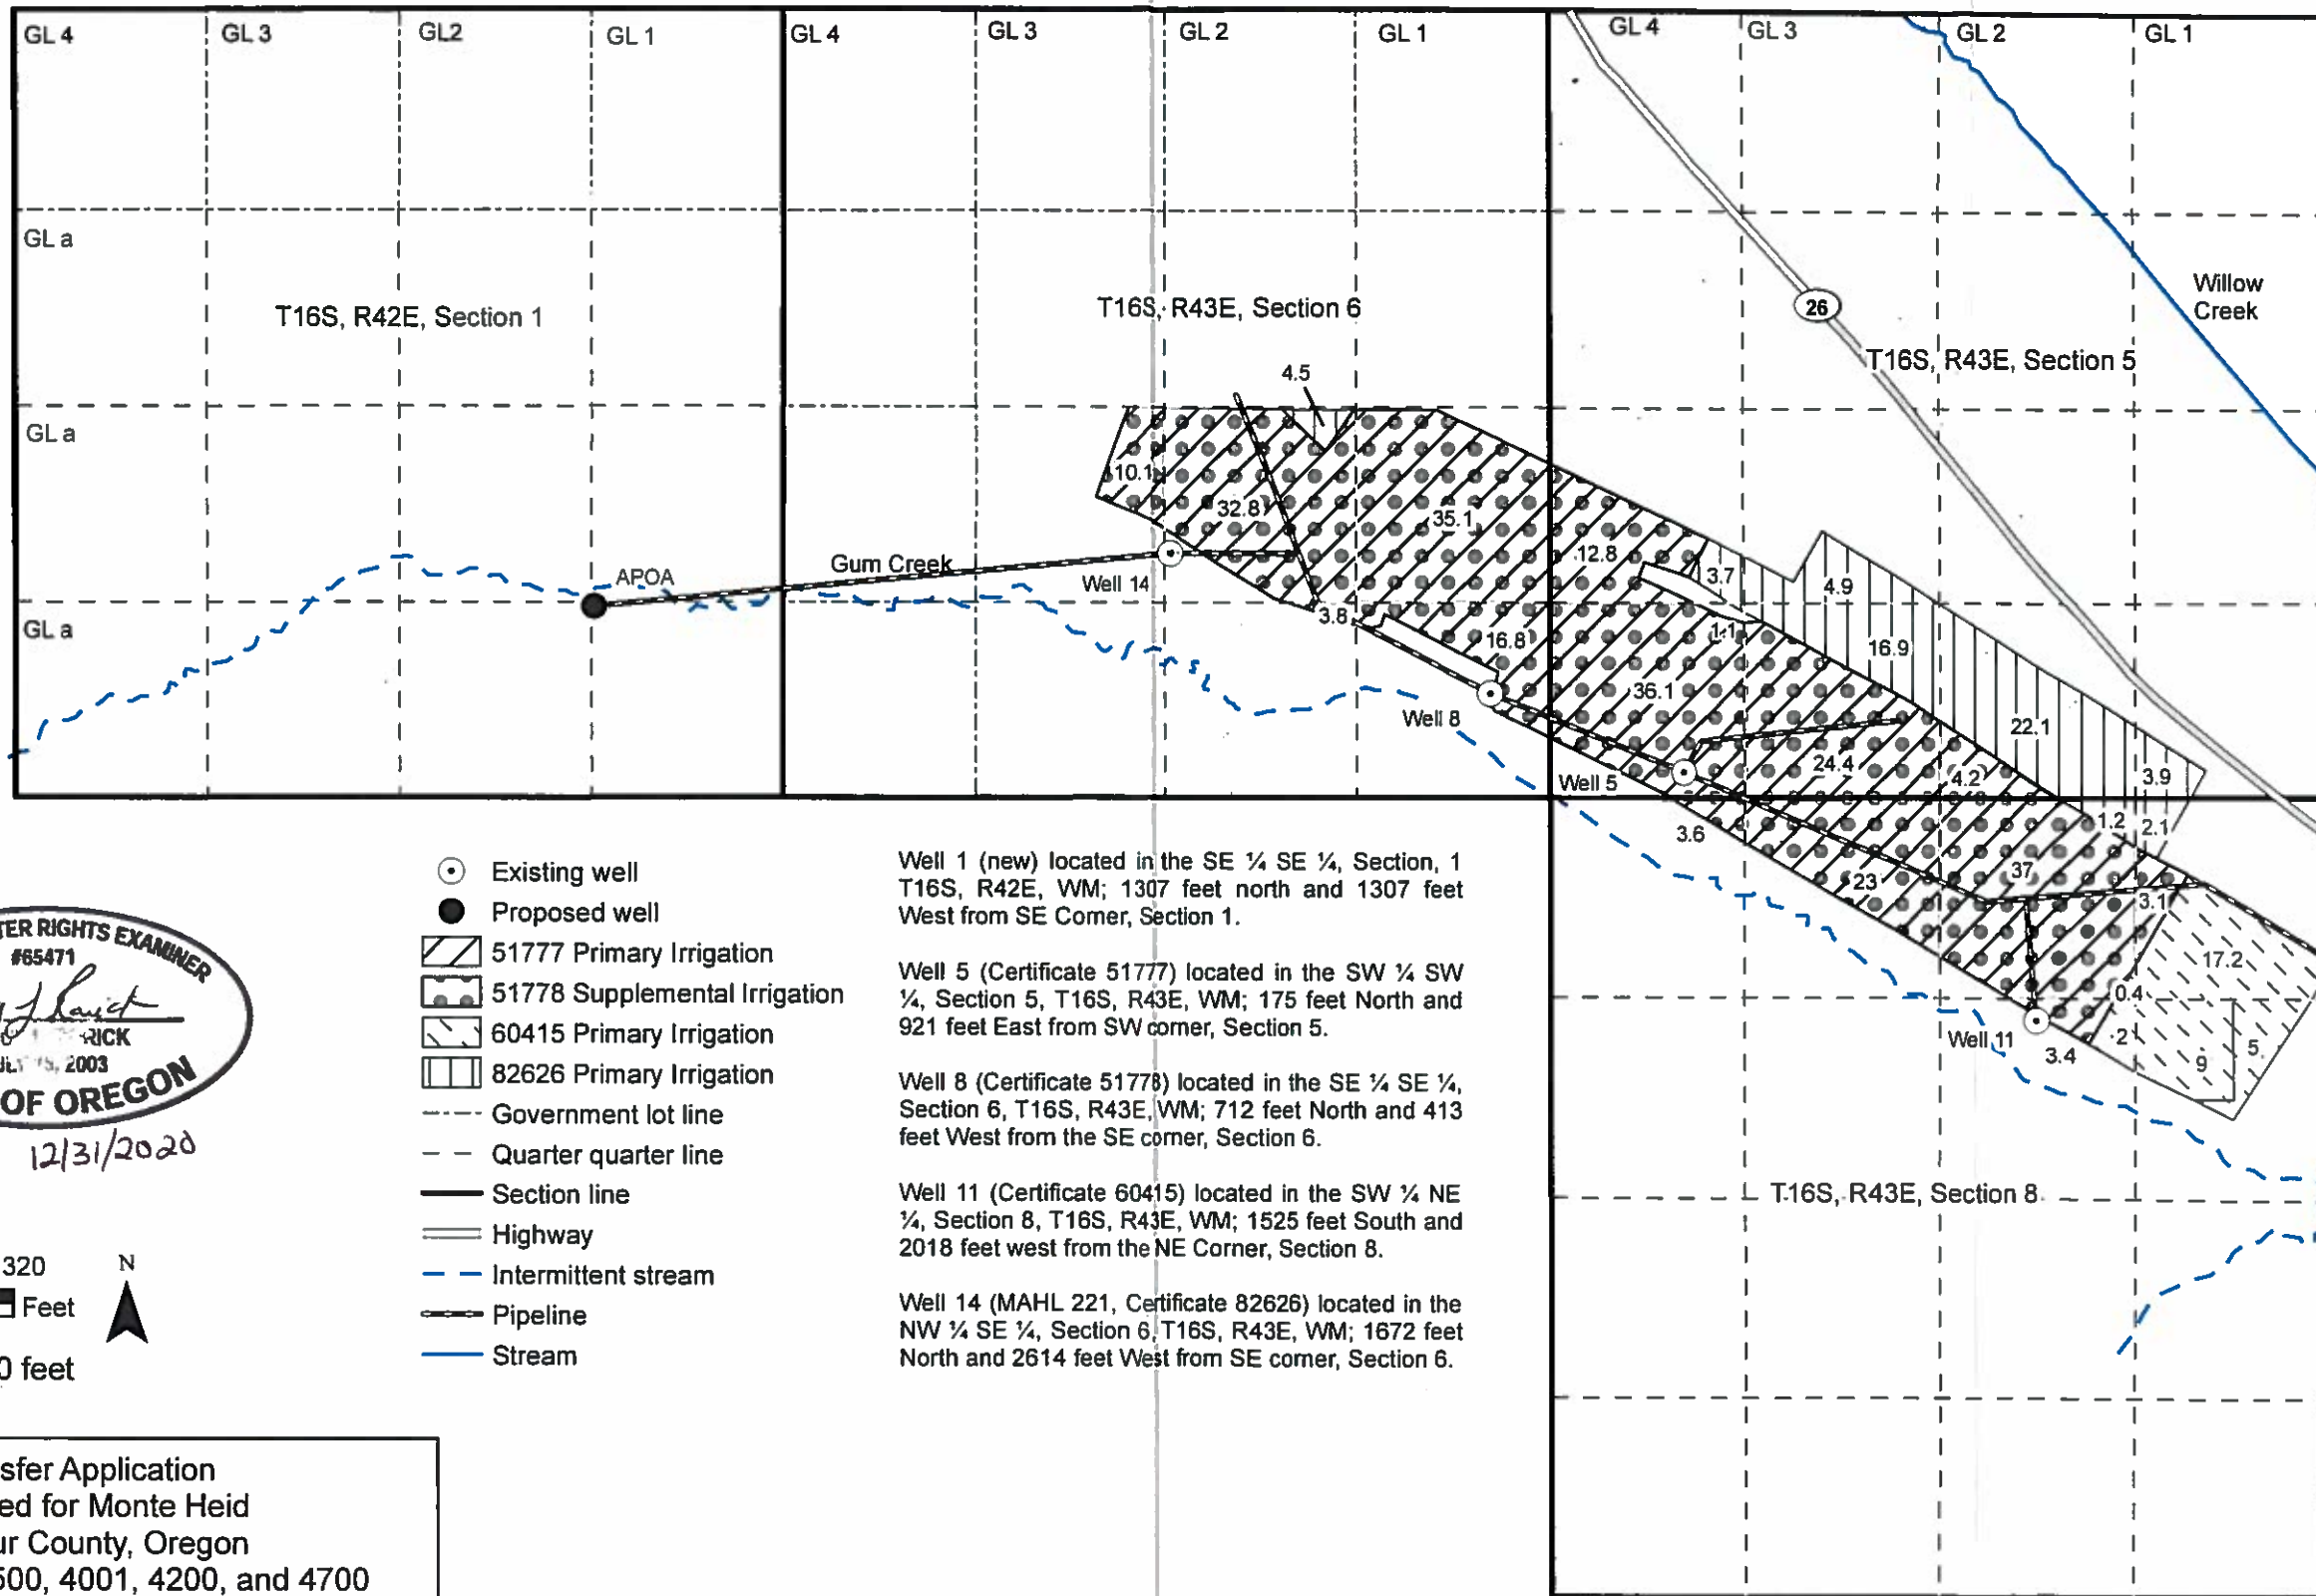 GL 4
GL 3
GL2
GL 1
GL 4
GL 3
GL 2
GL 1
GL 4
GL 3
GL 2
GL 1
GL a
Willow
Creek
T16S, R42E, Section 1
T16S, R43E, Section 6
26
T16S, R43E, Section 5
4.5
GL a
10.1
32.8
35.1
12.8
3.7
4.9
Gum Creek
APOA
Well 14
GL a
3.8
16.8
1.1
16.9
36.1
Well 8
22.1
24.4
4.2
3.9
Well 5
3.6
1.2
2.1
23
37
3.1
17.2
0.4
Well 11
3.4
2
9
5
T16S, R43E, Section 8
Existing well
Proposed well
51777 Primary Irrigation
51778 Supplemental Irrigation
60415 Primary Irrigation
82626 Primary Irrigation
Government lot line
Quarter quarter line
Section line
Highway
Intermittent stream
Pipeline
Stream
Well 1 (new) located in the SE ¼ SE ¼, Section, 1
T16S, R42E, WM; 1307 feet north and 1307 feet
West from SE Corner, Section 1.
Well 5 (Certificate 51777) located in the SW ¼ SW
¼, Section 5, T16S, R43E, WM; 175 feet North and
921 feet East from SW corner, Section 5.
Well 8 (Certificate 51778) located in the SE ¼ SE ¼,
Section 6, T16S, R43E, WM; 712 feet North and 413
feet West from the SE corner, Section 6.
Well 11 (Certificate 60415) located in the SW ¼ NE
¼, Section 8, T16S, R43E, WM; 1525 feet South and
2018 feet west from the NE Corner, Section 8.
Well 14 (MAHL 221, Certificate 82626) located in the
NW ¼ SE ¼, Section 6, T16S, R43E, WM; 1672 feet
North and 2614 feet West from SE corner, Section 6.
TER RIGHTS EXAMINER
#65471
RICK
2003
OF OREGON
12/31/2020
320
N
Feet
0 feet
sfer Application
ed for Monte Heid
ur County, Oregon
500, 4001, 4200, and 4700